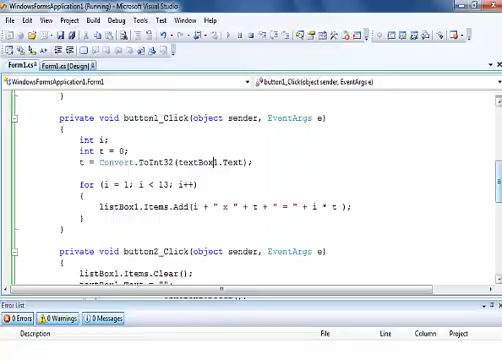 WindowsFormsApplication1 (Running) - Microsoft Visual Studio
File Edit View Project Build Debug Data Tools Test Window Help
Form1.cs Form1.cs [Design]
WindowsFormsApplication1.Form1 button1_Click(object sender, EventArgs e)
}
private void button1_Click(object sender, EventArgs e)
{
int i;
int t = 0;
t = Convert.ToInt32(textBox1.Text);
for (i = 1; i < 13; i++)
{
listBox1.Items.Add(i + " x " + t + " = " + i * t );
}
}
private void button2_Click(object sender, EventArgs e)
{
listBox1.Items.Clear();
Error List
0 Errors 0 Warnings 0 Messages
Description File Line Column Project